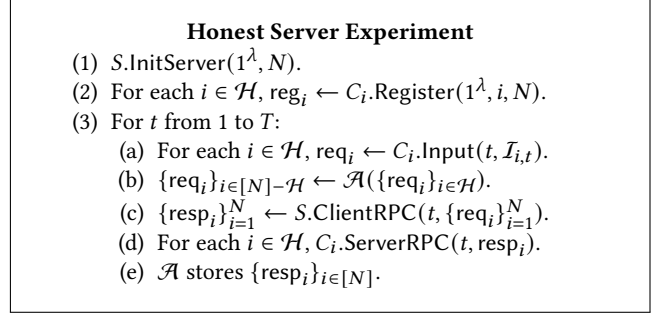 Honest Server Experiment
(1) S.InitServer(1^λ, N).
(2) For each i ∈ ℋ, reg_i ← C_i.Register(1^λ, i, N).
(3) For t from 1 to T:
(a) For each i ∈ ℋ, req_i ← C_i.Input(t, ℐ_{i,t}).
(b) {req_i}_{i∈[N]−ℋ} ← 𝒜({req_i}_{i∈ℋ}).
(c) {resp_i}_{i=1}^N ← S.ClientRPC(t, {req_i}_{i=1}^N).
(d) For each i ∈ ℋ, C_i.ServerRPC(t, resp_i).
(e) 𝒜 stores {resp_i}_{i∈[N]}.